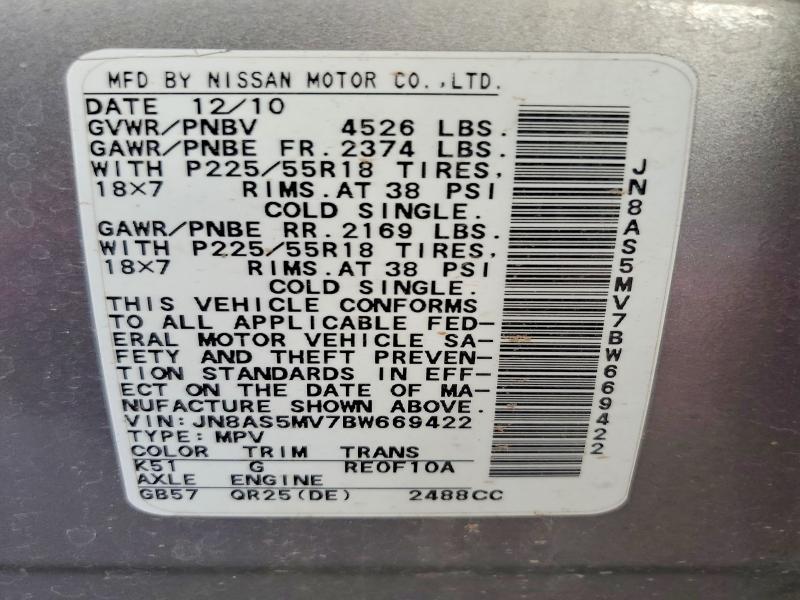 MFD BY NISSAN MOTOR CO.,LTD.
DATE 12/10
GVWR/PNBV 4526 LBS.
GAWR/PNBE FR. 2374 LBS.
WITH P225/55R18 TIRES,
18×7 RIMS. AT 38 PSI
COLD SINGLE.
GAWR/PNBE RR. 2169 LBS.
WITH P225/55R18 TIRES,
18×7 RIMS. AT 38 PSI
COLD SINGLE.
THIS VEHICLE CONFORMS
TO ALL APPLICABLE FED-
ERAL MOTOR VEHICLE SA-
FETY AND THEFT PREVEN-
TION STANDARDS IN EFF-
ECT ON THE DATE OF MA-
NUFACTURE SHOWN ABOVE.
VIN:JN8AS5MV7BW669422
TYPE:MPV
COLOR TRIM TRANS
K51 G RE0F10A
AXLE ENGINE
GB57 QR25(DE) 2488CC
JN8AS5MV7BW669422